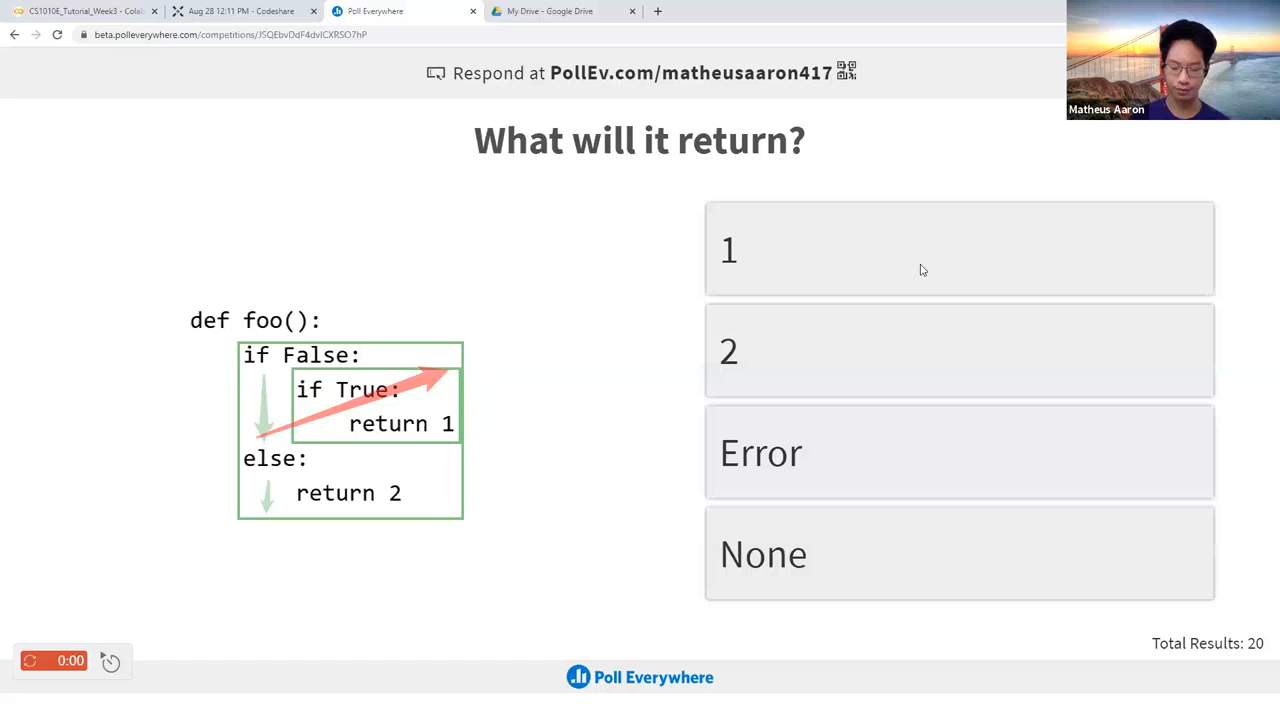 CS1010E_Tutorial_Week3 - Colab
Aug 28 12:11 PM - Codeshare
Poll Everywhere
My Drive - Google Drive
beta.polleverywhere.com/competitions/JSQEbvDdF4dvICXRSO7hP
Respond at PollEv.com/matheusaaron417
Matheus Aaron
What will it return?
def foo():
if False:
if True:
return 1
else:
return 2
1
2
Error
None
Total Results: 20
0:00
Poll Everywhere